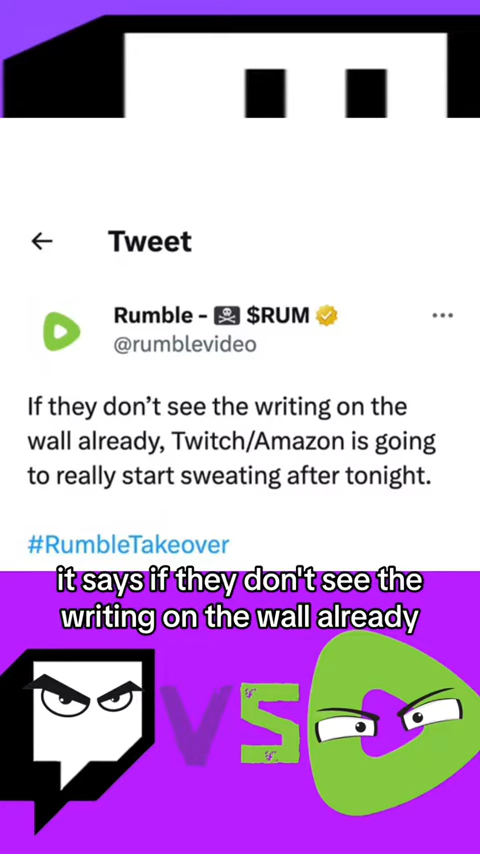 Tweet
Rumble - 🏴‍☠️ $RUM
@rumblevideo
If they don’t see the writing on the
wall already, Twitch/Amazon is going
to really start sweating after tonight.
#RumbleTakeover
it says if they don't see the
writing on the wall already
VS